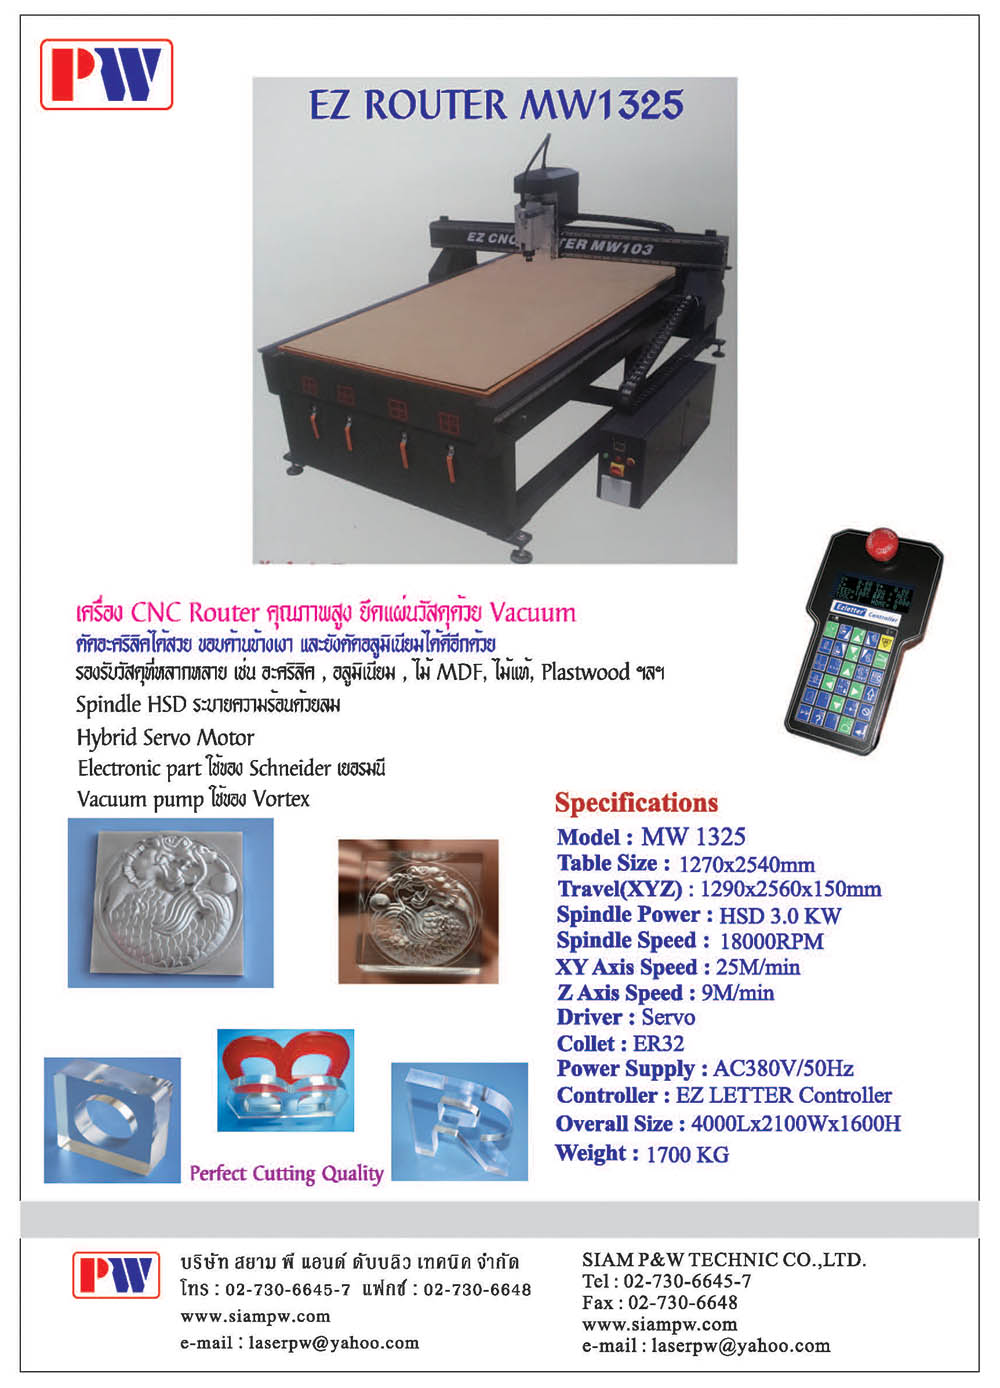 PW
EZ ROUTER MW1325
EZ CNC TER MW103
Ezletter Controller
เครื่อง CNC Router คุณภาพสูง ยึดแผ่นวัสดุด้วย Vacuum
ตัดอะคริลิคได้สวย ขอบด้านข้างเงา และยังตัดอลูมิเนียมได้ดีอีกด้วย
รองรับวัสดุที่หลากหลาย เช่น อะคริลิค , อลูมิเนียม , ไม้ MDF, ไม้แท้, Plastwood ฯลฯ
Spindle HSD ระบายความร้อนด้วยลม
Hybrid Servo Motor
Electronic part ใช้ของ Schneider เยอรมนี
Vacuum pump ใช้ของ Vortex
Specifications
Model : MW 1325
Table Size : 1270x2540mm
Travel(XYZ) : 1290x2560x150mm
Spindle Power : HSD 3.0 KW
Spindle Speed : 18000RPM
XY Axis Speed : 25M/min
Z Axis Speed : 9M/min
Driver : Servo
Collet : ER32
Power Supply : AC380V/50Hz
Controller : EZ LETTER Controller
Overall Size : 4000Lx2100Wx1600H
Weight : 1700 KG
Perfect Cutting Quality
PW
บริษัท สยาม พี แอนด์ ดับบลิว เทคนิค จำกัด
โทร : 02-730-6645-7 แฟกซ์ : 02-730-6648
www.siampw.com
e-mail : laserpw@yahoo.com
SIAM P&W TECHNIC CO.,LTD.
Tel : 02-730-6645-7
Fax : 02-730-6648
www.siampw.com
e-mail : laserpw@yahoo.com